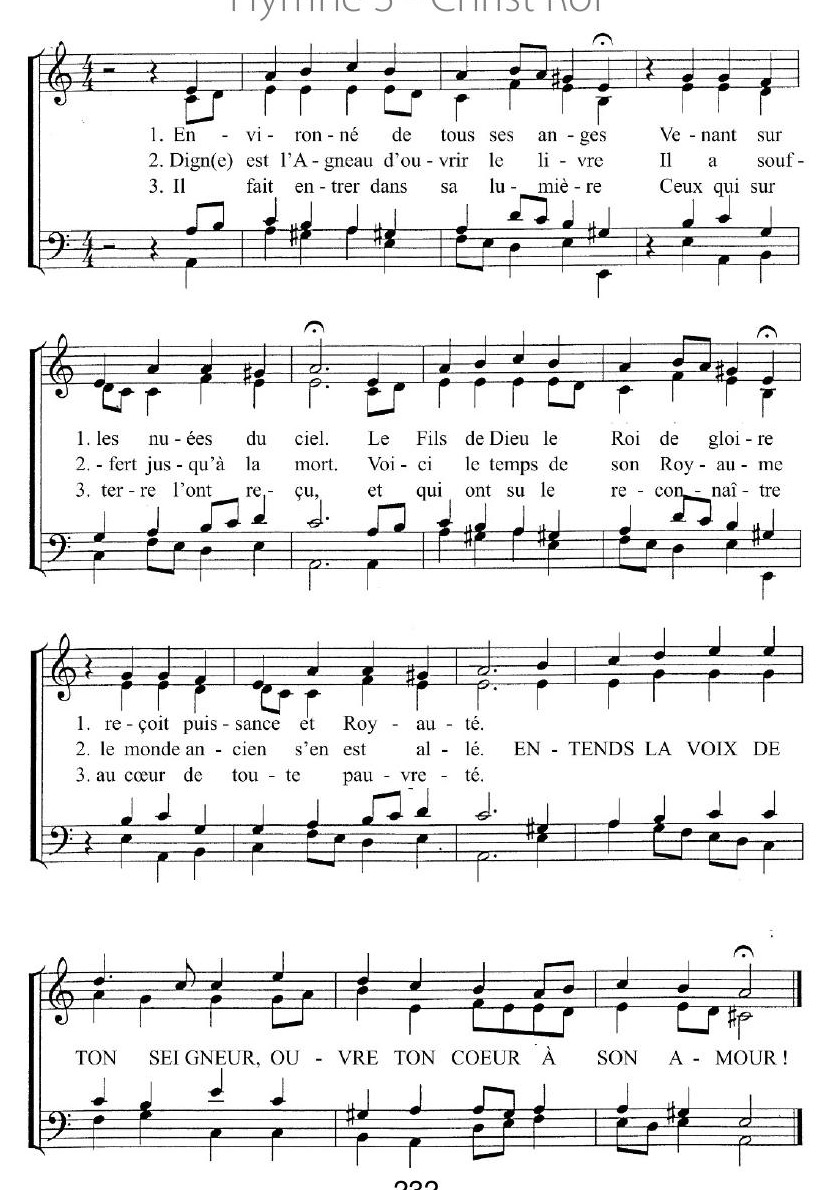 Hymne 5 - Christ Roi
1. En - vi - ron - né de tous ses an - ges Ve - nant sur
2. Dign(e) est l'A - gneau d'ou - vrir le li - vre Il a souf -
3. Il fait en - trer dans sa lu - miè - re Ceux qui sur
1. les nu - ées du ciel. Le Fils de Dieu le Roi de gloi - re
2. - fert jus - qu'à la mort. Voi - ci le temps de son Roy - au - me
3. ter - re l'ont re - çu, et qui ont su le re - con - naî - tre
1. re - çoit puis - sance et Roy - au - té.
2. le monde an - cien s'en est al - lé. EN - TENDS LA VOIX DE
3. au cœur de tou - te pau - vre - té.
TON SEI GNEUR, OU - VRE TON COEUR À SON A - MOUR !
232